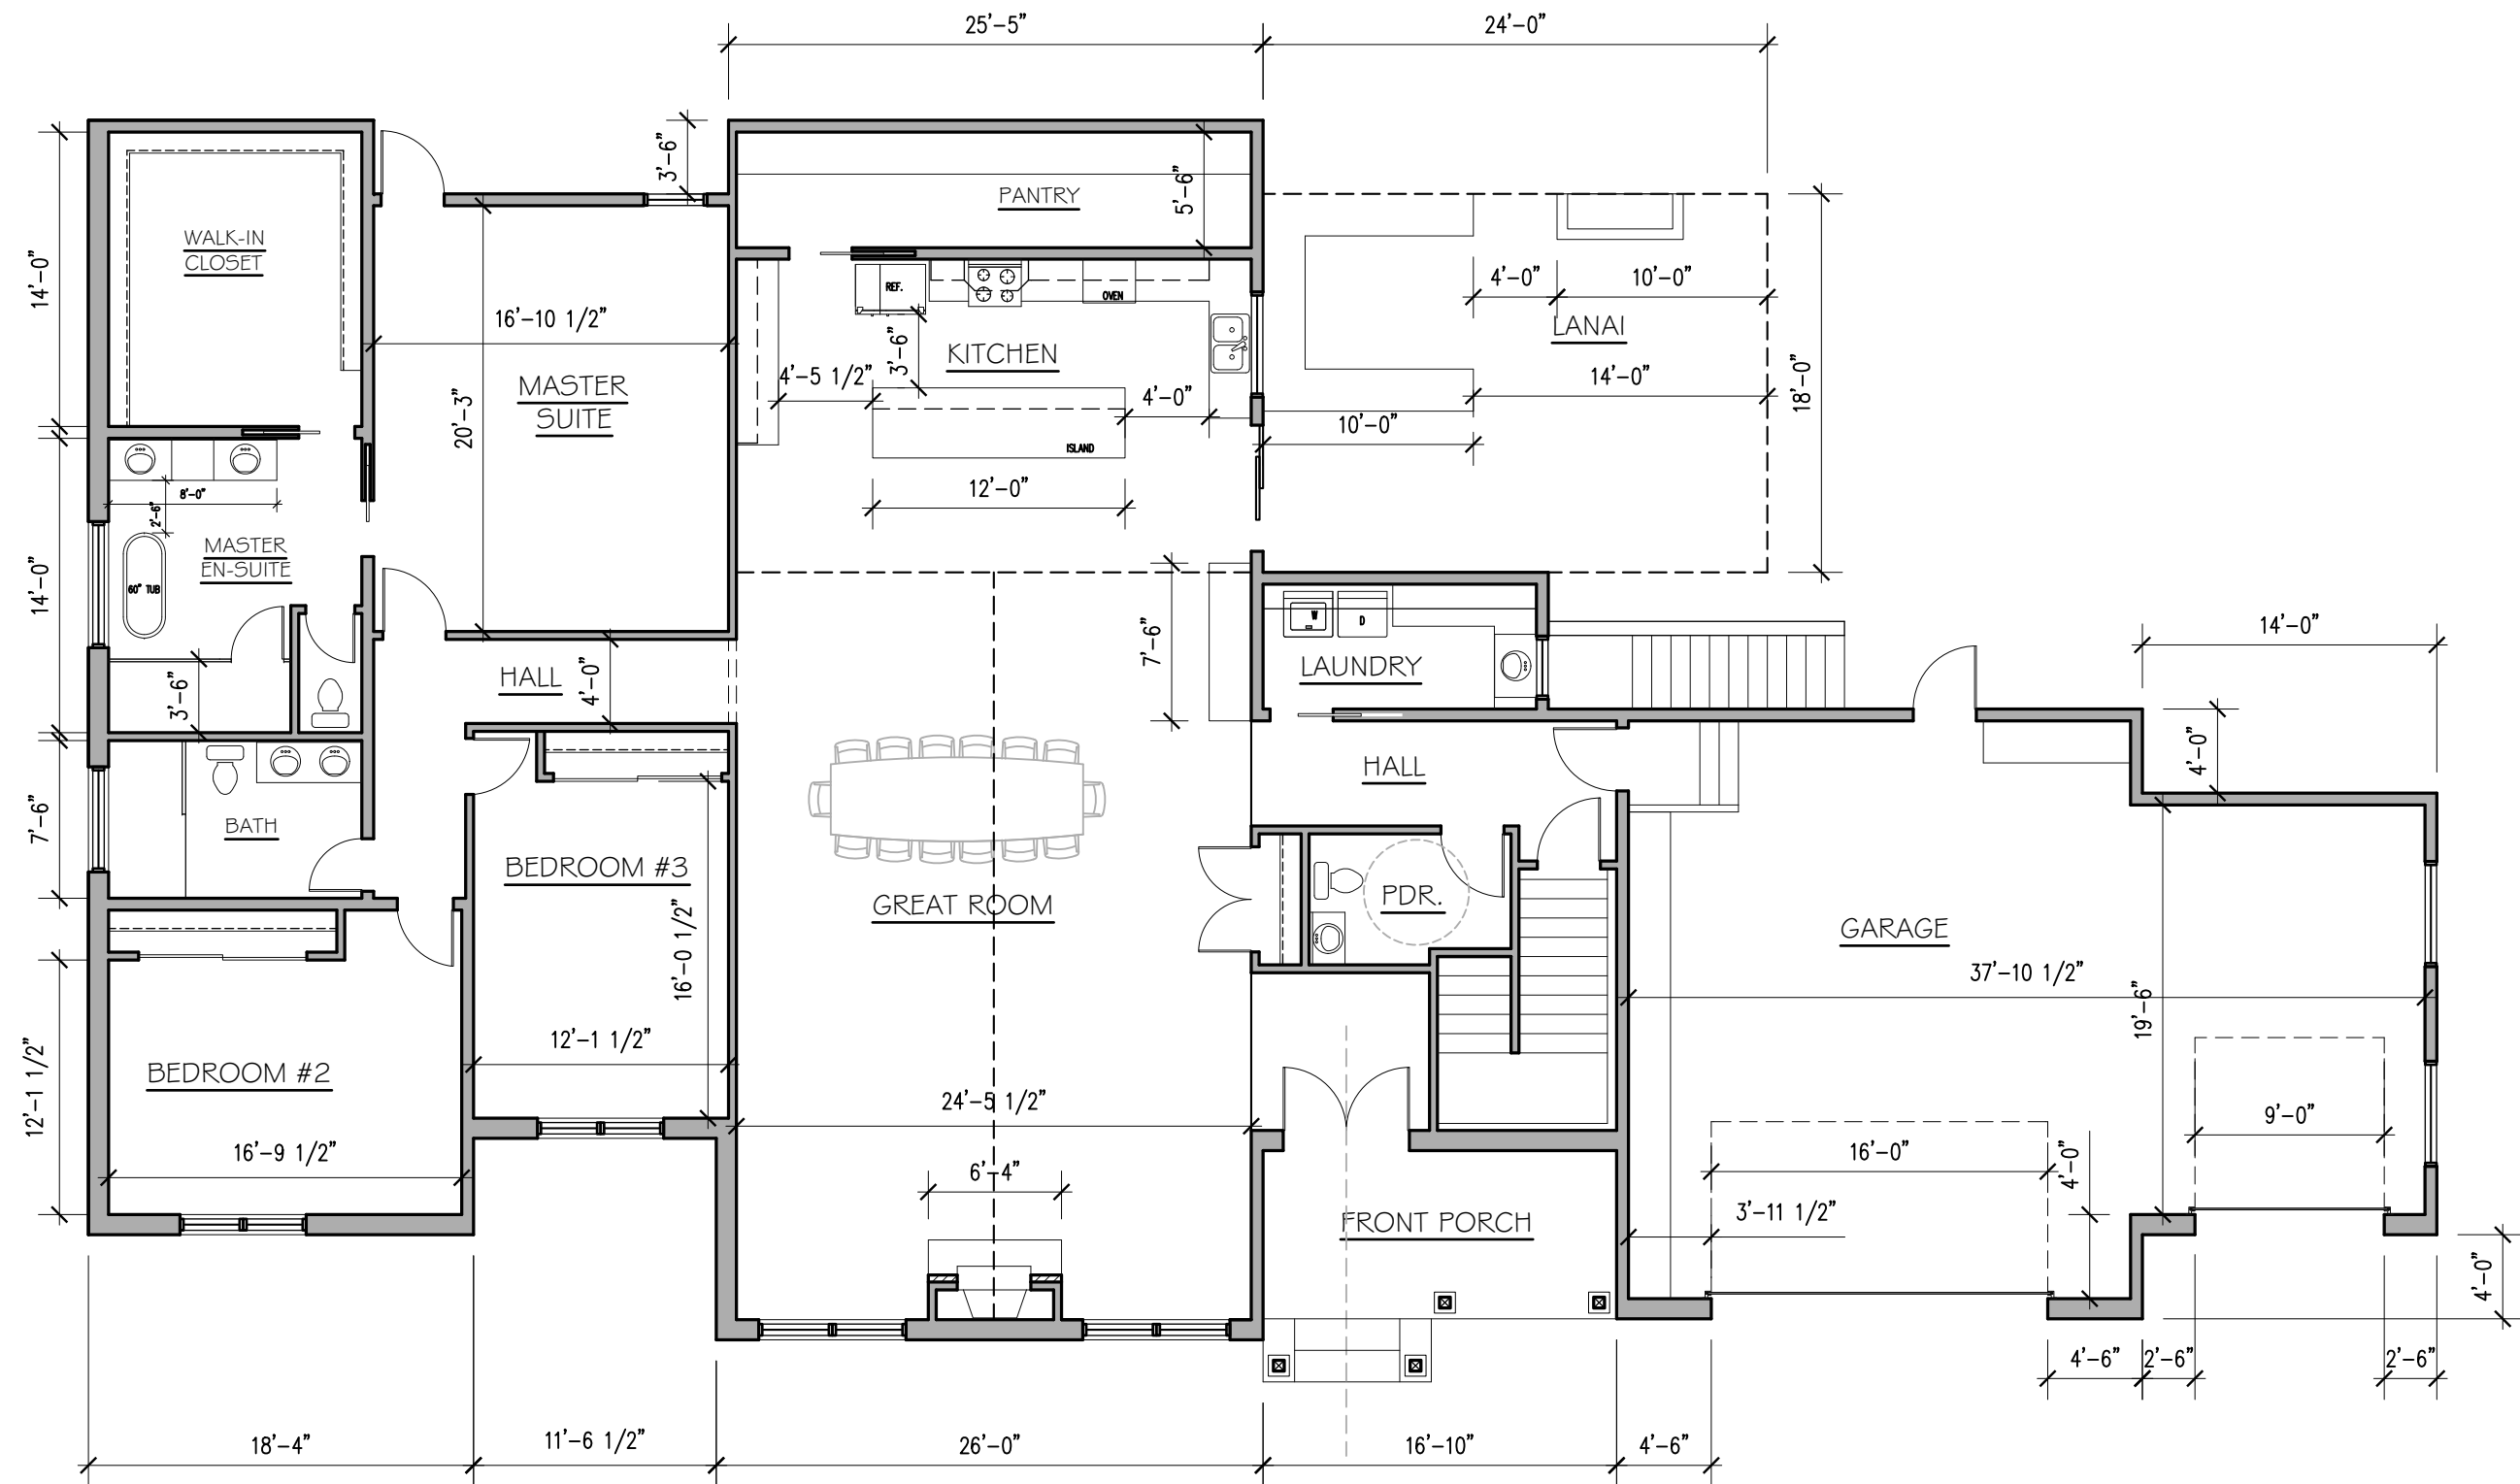 25'-5"
24'-0"
3'-6"
5'-6"
PANTRY
WALK-IN
CLOSET
14'-0"
16'-10 1/2"
MASTER
SUITE
20'-3"
REF.
OVEN
KITCHEN
3'-6"
4'-5 1/2"
4'-0"
ISLAND
12'-0"
4'-0"
10'-0"
LANAI
14'-0"
10'-0"
18'-0"
8'-0"
2'-6"
MASTER
EN-SUITE
60" TUB
14'-0"
3'-6"
HALL
4'-0"
7'-6"
W
D
LAUNDRY
14'-0"
4'-0"
HALL
7'-6"
BATH
BEDROOM #3
16'-0 1/2"
GREAT ROOM
PDR.
GARAGE
37'-10 1/2"
19'-6"
12'-1 1/2"
12'-1 1/2"
BEDROOM #2
16'-9 1/2"
24'-5 1/2"
6'-4"
FRONT PORCH
16'-0"
9'-0"
4'-0"
3'-11 1/2"
4'-0"
4'-6"
2'-6"
2'-6"
18'-4"
11'-6 1/2"
26'-0"
16'-10"
4'-6"